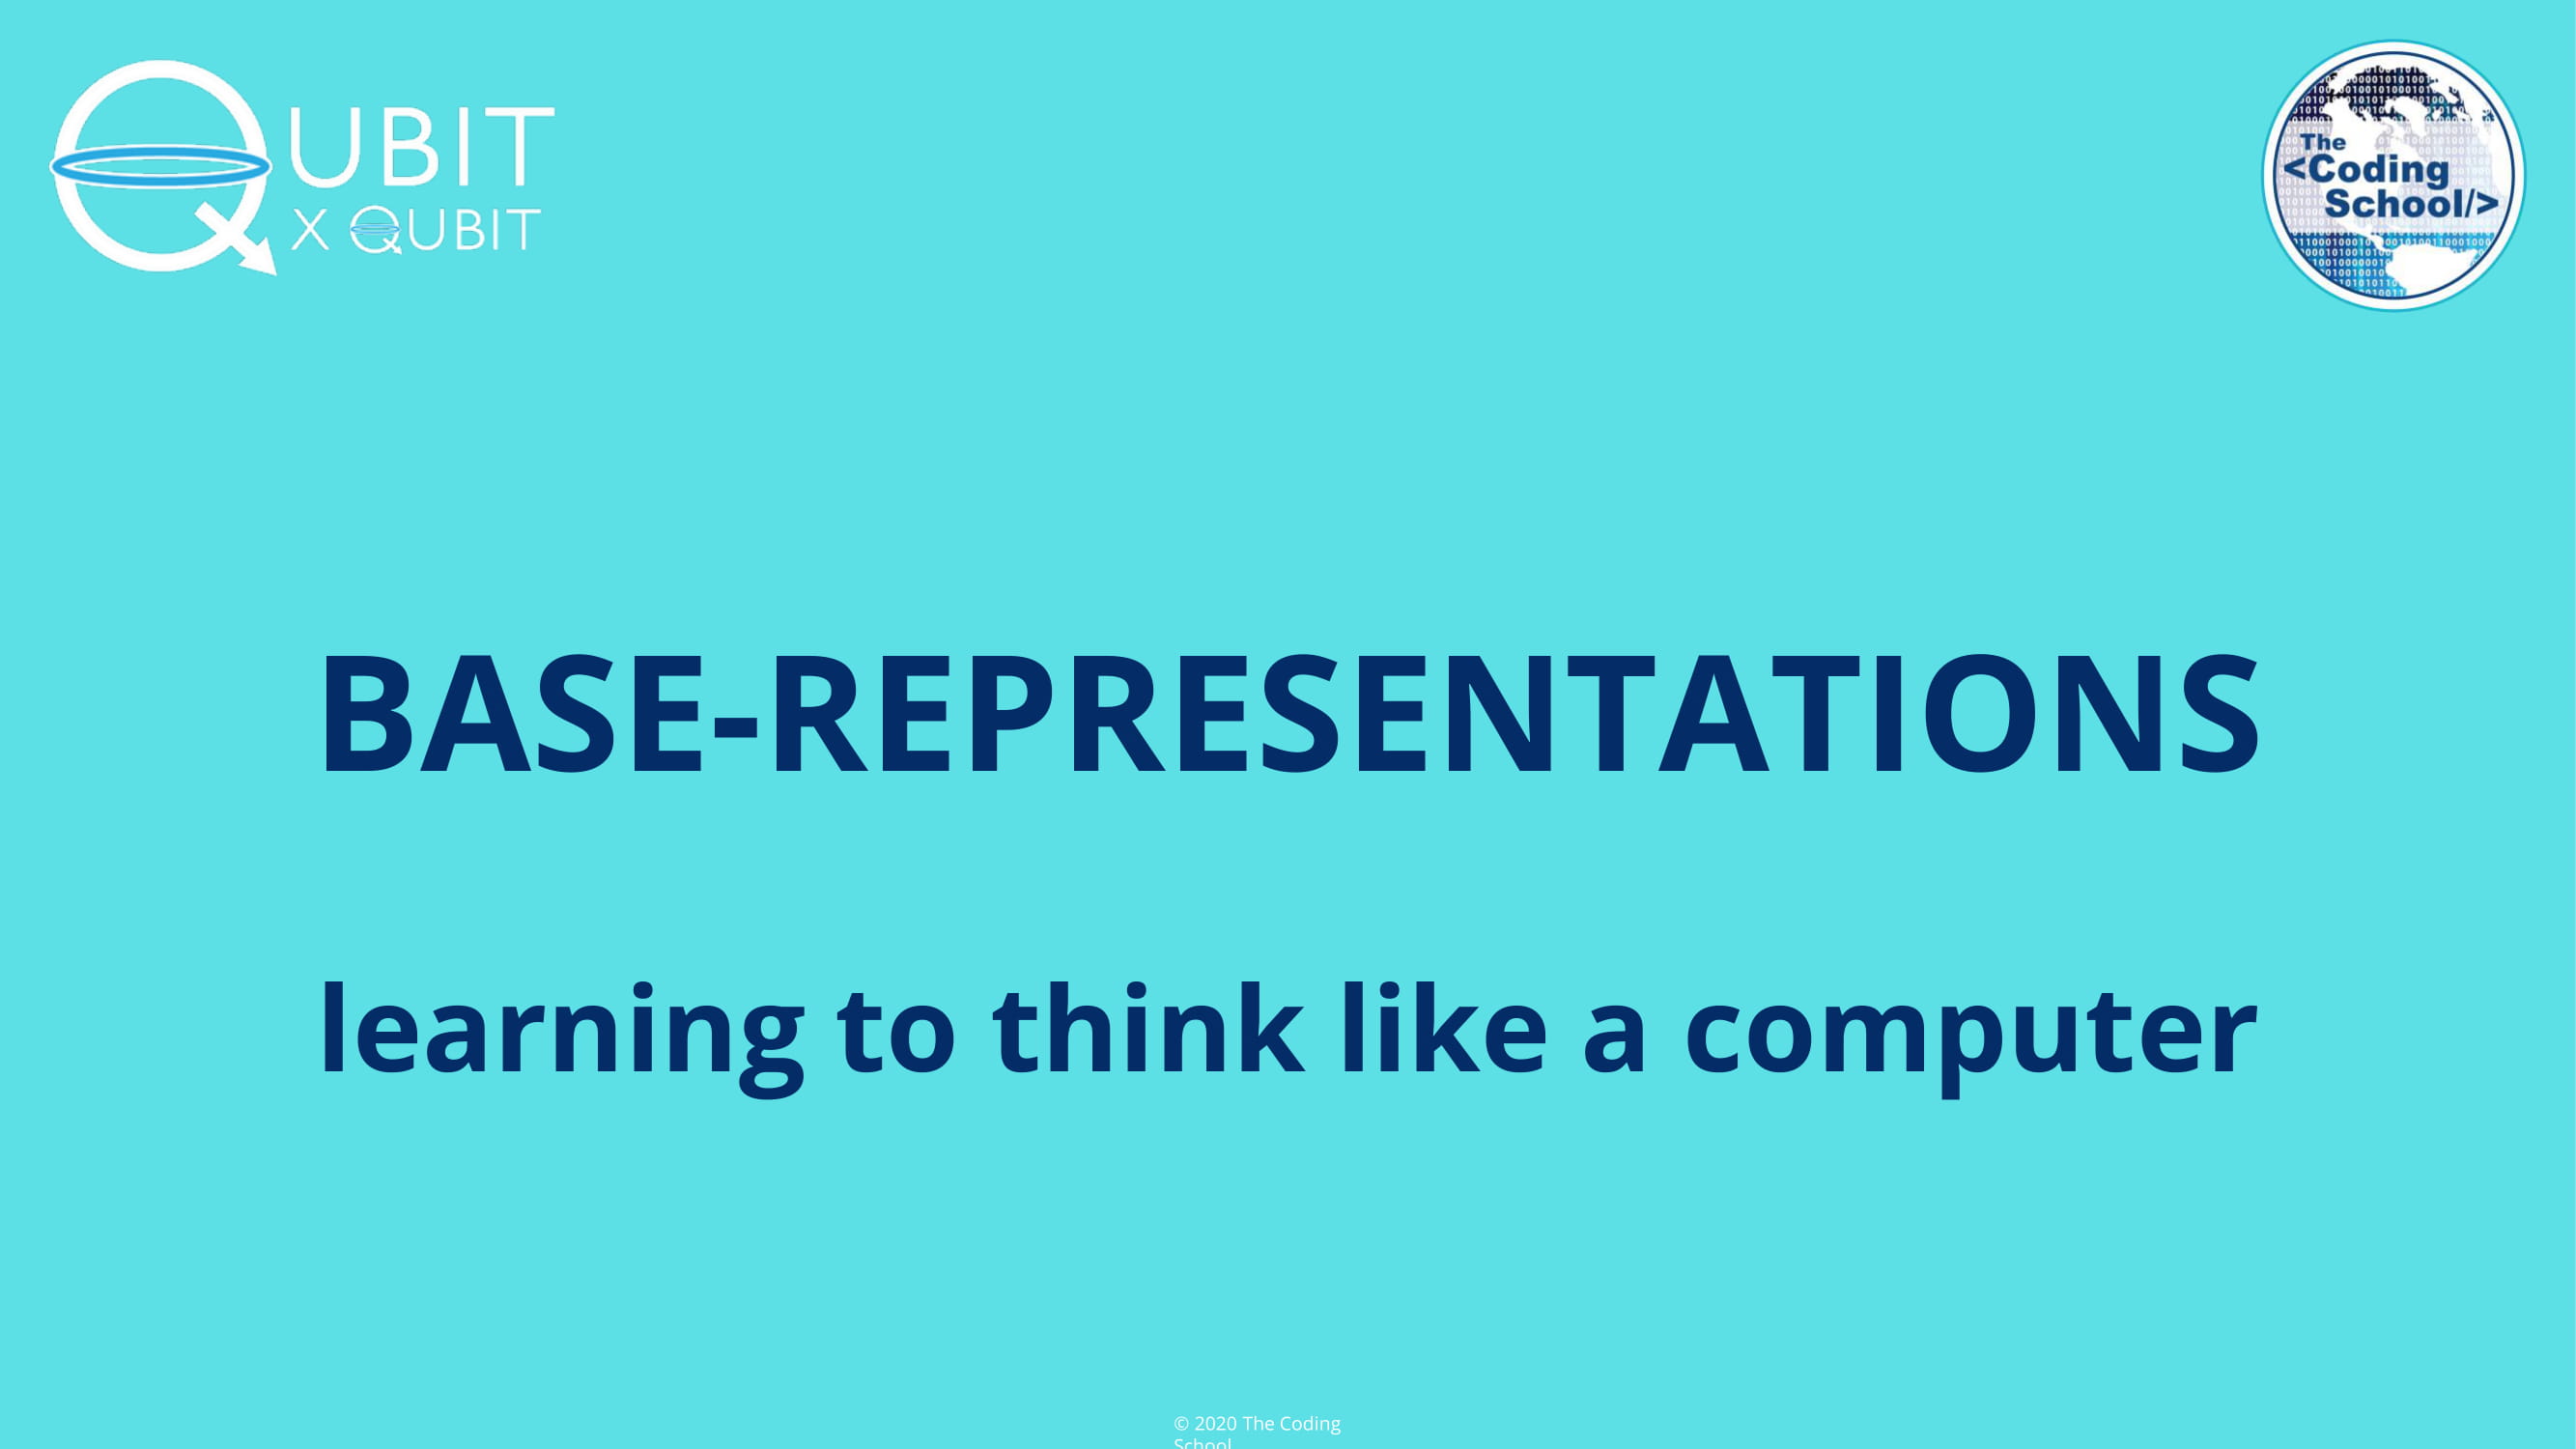 QUBIT
X QUBIT
The
<Coding
School/>
BASE-REPRESENTATIONS
learning to think like a computer
© 2020 The Coding
School